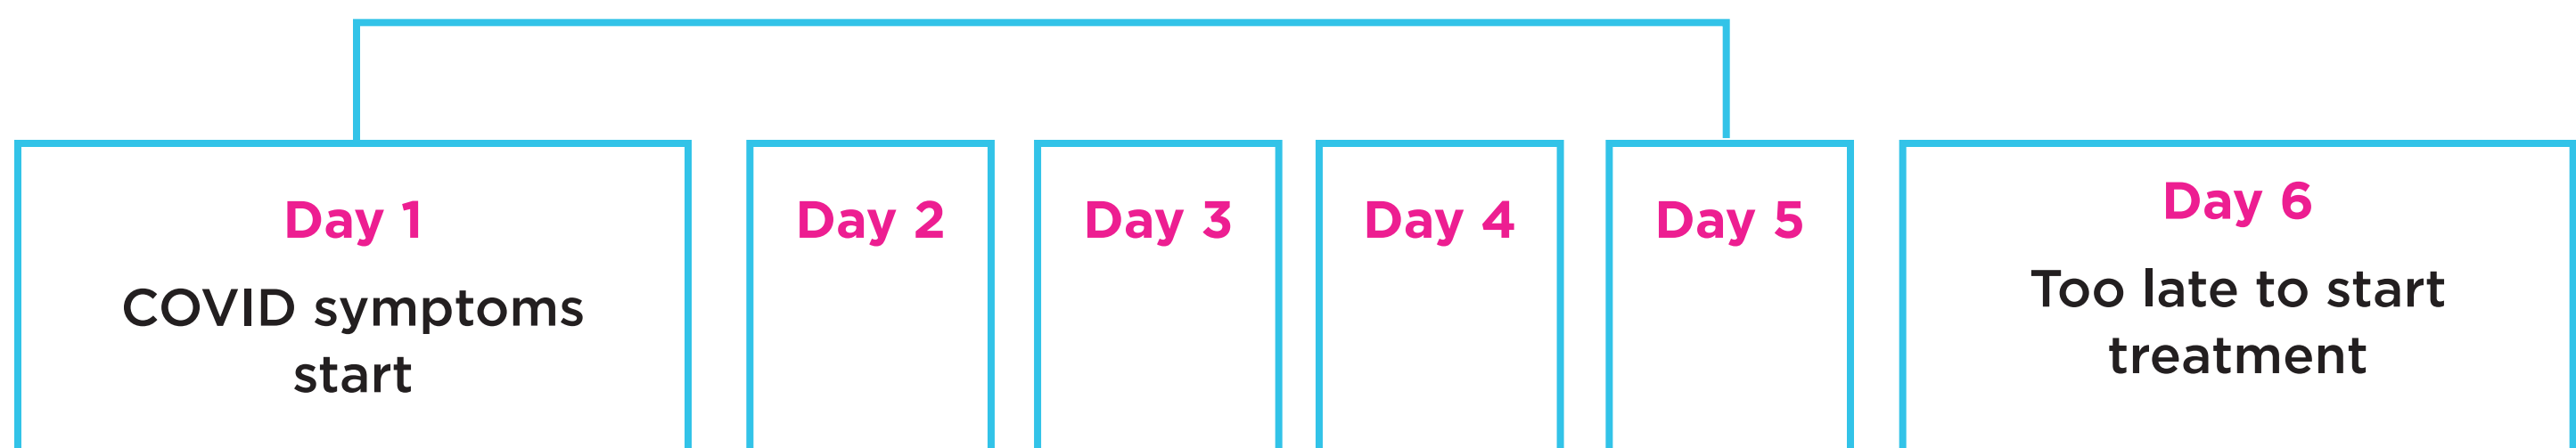 Day 1
COVID symptoms
start
Day 2
Day 3
Day 4
Day 5
Day 6
Too late to start
treatment